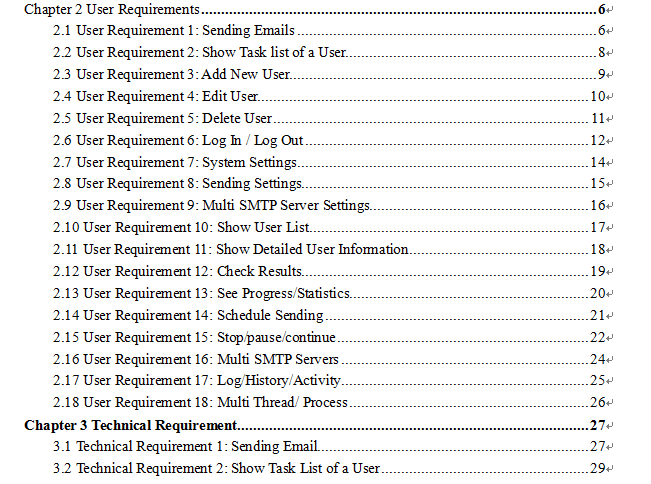 Chapter 2 User Requirements........6↵
2.1 User Requirement 1: Sending Emails........6↵
2.2 User Requirement 2: Show Task list of a User........8↵
2.3 User Requirement 3: Add New User........9↵
2.4 User Requirement 4: Edit User........10↵
2.5 User Requirement 5: Delete User........11↵
2.6 User Requirement 6: Log In / Log Out........12↵
2.7 User Requirement 7: System Settings........14↵
2.8 User Requirement 8: Sending Settings........15↵
2.9 User Requirement 9: Multi SMTP Server Settings........16↵
2.10 User Requirement 10: Show User List........17↵
2.11 User Requirement 11: Show Detailed User Information........18↵
2.12 User Requirement 12: Check Results........19↵
2.13 User Requirement 13: See Progress/Statistics........20↵
2.14 User Requirement 14: Schedule Sending........21↵
2.15 User Requirement 15: Stop/pause/continue........22↵
2.16 User Requirement 16: Multi SMTP Servers........24↵
2.17 User Requirement 17: Log/History/Activity........25↵
2.18 User Requirement 18: Multi Thread/ Process........26↵
Chapter 3 Technical Requirement........27↵
3.1 Technical Requirement 1: Sending Email........27↵
3.2 Technical Requirement 2: Show Task List of a User........29↵